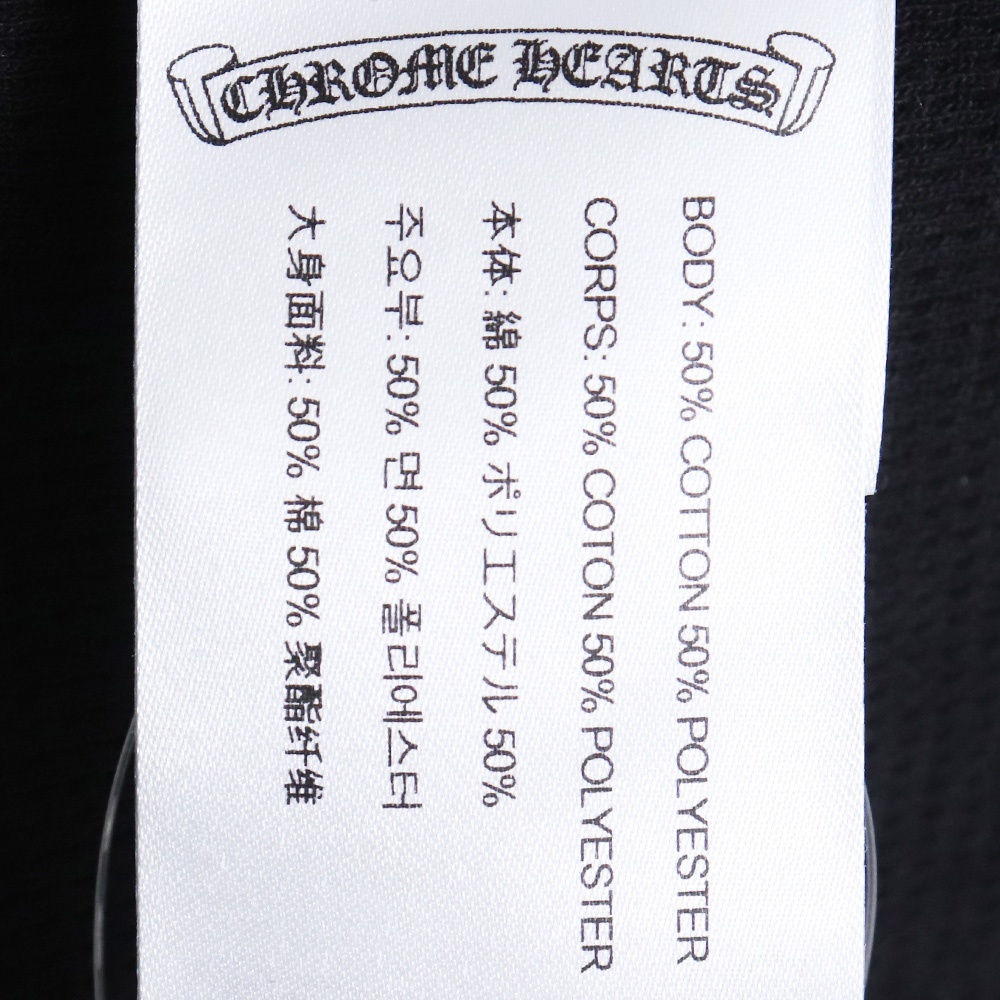 CHROME HEARTS
BODY: 50% COTTON 50% POLYESTER
CORPS: 50% COTON 50% POLYESTER
本体: 綿 50% ポリエステル 50%
주요부: 50% 면 50% 폴리에스터
大身面料: 50% 棉 50% 聚酯纤维